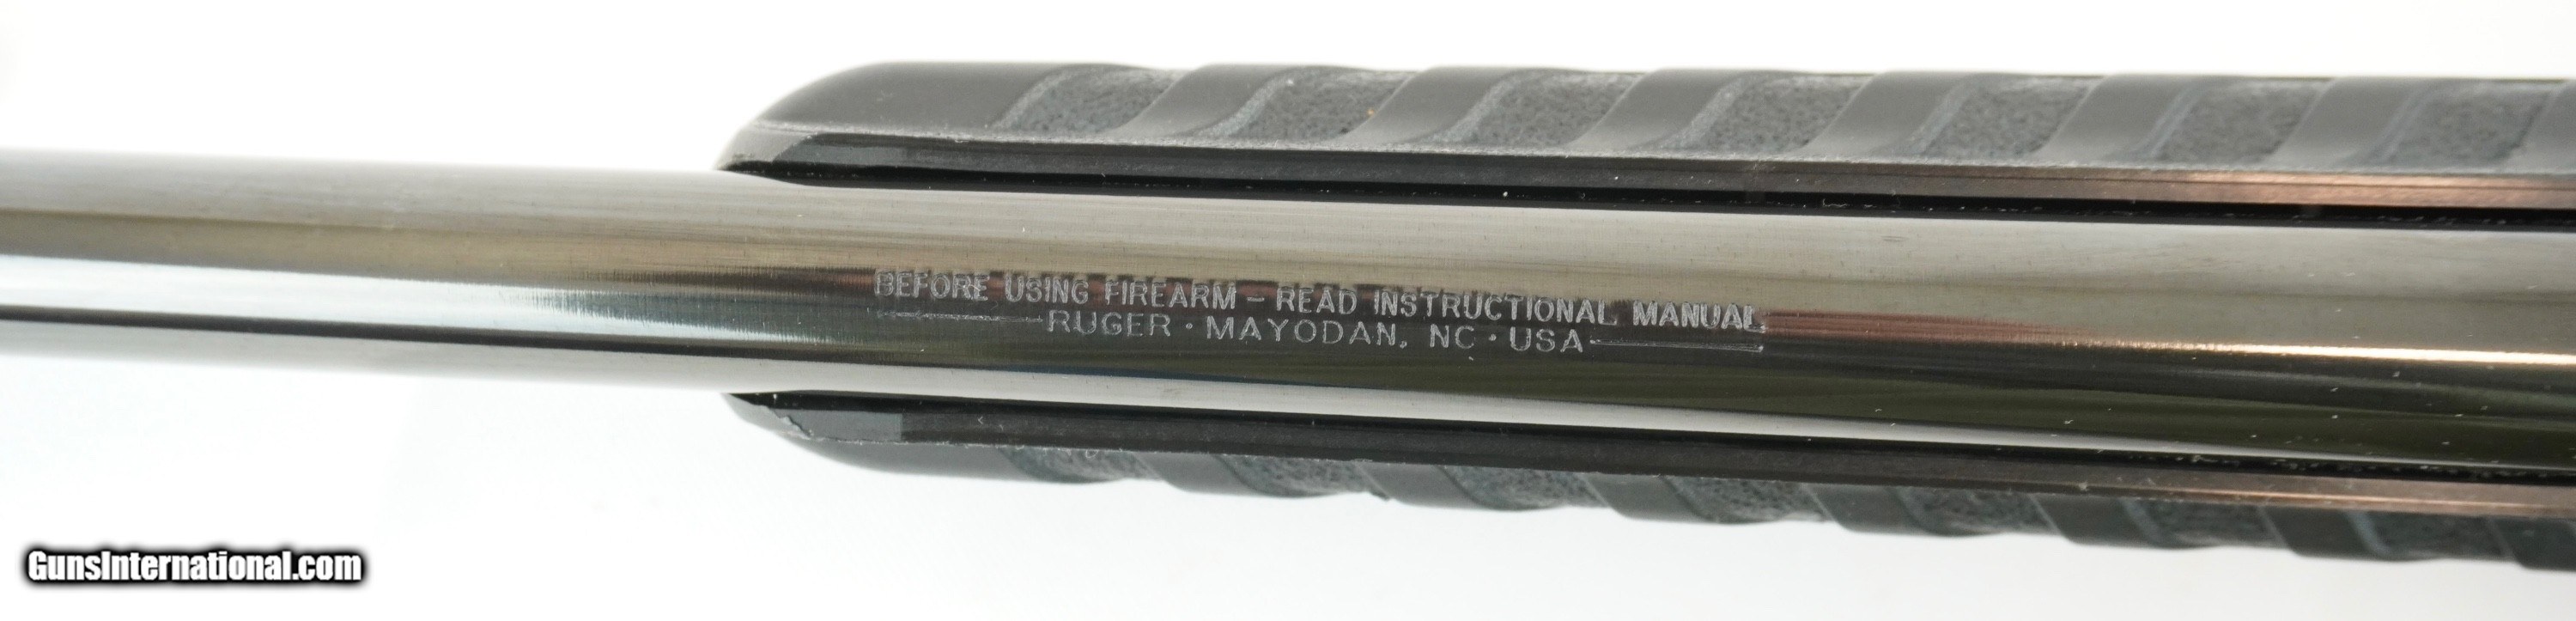 BEFORE USING FIREARM – READ INSTRUCTIONAL MANUAL
RUGER · MAYODAN, NC · USA
GunsInternational.com